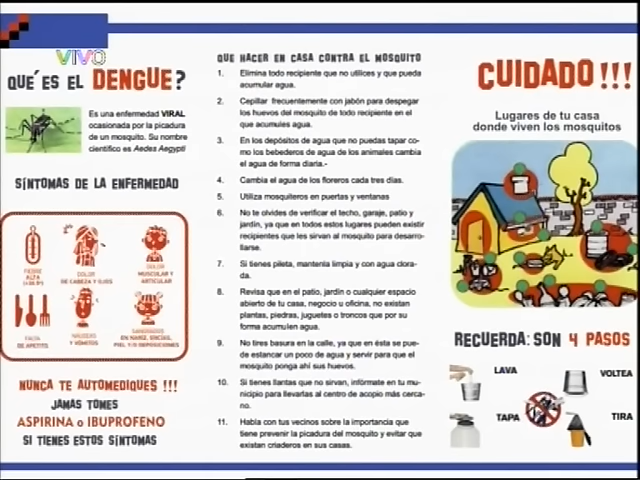 VIVO
QUÉ ES EL DENGUE?
Es una enfermedad VIRAL
ocasionada por la picadura
de un mosquito. Su nombre
científico es Aedes Aegypti
SÍNTOMAS DE LA ENFERMEDAD
FIEBRE
ALTA
DOLOR
DE CABEZA Y OJOS
DOLOR
MUSCULAR Y
ARTICULAR
FALTA
DE APETITO
NAUSEAS
Y VÓMITOS
SANGRADOS
EN NARIZ, ENCIAS,
PIEL Y/O DEPOSICIONES
NUNCA TE AUTOMEDIQUES !!!
JAMÁS TOMES
ASPIRINA o IBUPROFENO
SI TIENES ESTOS SÍNTOMAS
QUE HACER EN CASA CONTRA EL MOSQUITO
1. Elimina todo recipiente que no utilices y que pueda
acumular agua.
2. Cepillar frecuentemente con jabón para despegar
los huevos del mosquito de todo recipiente en el
que acumules agua.
3. En los depósitos de agua que no puedas tapar co-
mo los bebederos de agua de los animales cambia
el agua de forma diaria.-
4. Cambia el agua de los floreros cada tres días.
5. Utiliza mosquiteros en puertas y ventanas
6. No te olvides de verificar el techo, garaje, patio y
jardín, ya que en todos estos lugares pueden existir
recipientes que les sirvan al mosquito para desarro-
llarse.
7. Si tienes pileta, mantenla limpia y con agua clora-
da.
8. Revisa que en el patio, jardín o cualquier espacio
abierto de tu casa, negocio u oficina, no existan
plantas, piedras, juguetes o troncos que por su
forma acumulen agua.
9. No tires basura en la calle, ya que en ésta se pue-
de estancar un poco de agua y servir para que el
mosquito ponga ahí sus huevos.
10. Si tienes llantas que no sirvan, infórmate en tu mu-
nicipio para llevarlas al centro de acopio más cerca-
no.
11. Habla con tus vecinos sobre la importancia que
tiene prevenir la picadura del mosquito y evitar que
existan criaderos en sus casas.
CUIDADO!!!
Lugares de tu casa
donde viven los mosquitos
RECUERDA: SON 4 PASOS
LAVA
VOLTEA
TAPA
TIRA